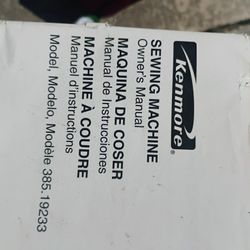 Kenmore®
SEWING MACHINE
Owner's Manual
MAQUINA DE COSER
Manual de Instrucciones
MACHINE À COUDRE
Manuel d'instructions
Model, Modelo, Modèle 385.19233